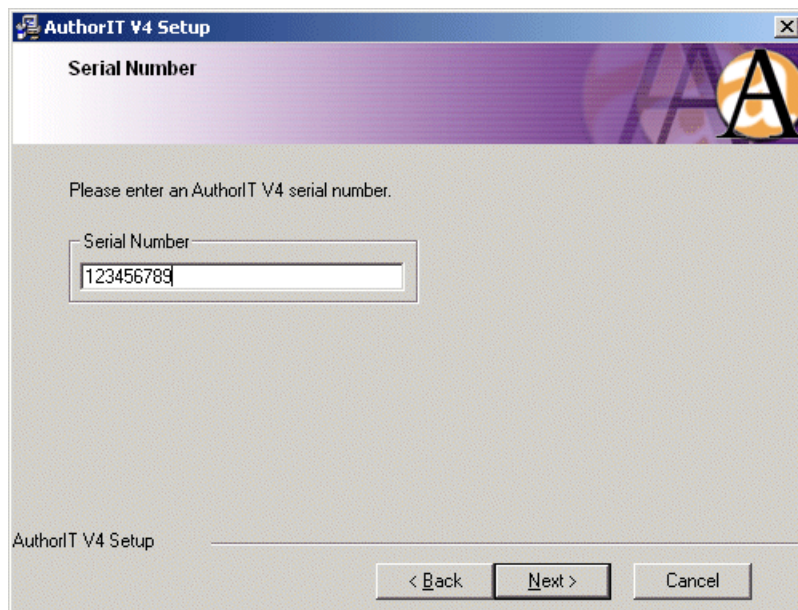 AuthorIT V4 Setup
Serial Number
Please enter an AuthorIT V4 serial number.
Serial Number
123456789
AuthorIT V4 Setup
< Back Next > Cancel